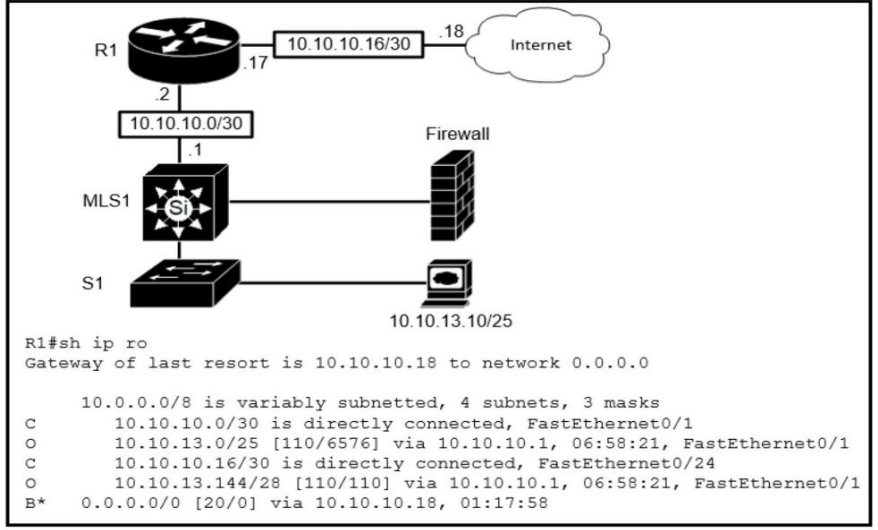 R1
10.10.10.16/30
.18
Internet
.17
.2
10.10.10.0/30
.1
Firewall
MLS1
Si
S1
10.10.13.10/25
R1#sh ip ro
Gateway of last resort is 10.10.10.18 to network 0.0.0.0
10.0.0.0/8 is variably subnetted, 4 subnets, 3 masks
C 10.10.10.0/30 is directly connected, FastEthernet0/1
O 10.10.13.0/25 [110/6576] via 10.10.10.1, 06:58:21, FastEthernet0/1
C 10.10.10.16/30 is directly connected, FastEthernet0/24
O 10.10.13.144/28 [110/110] via 10.10.10.1, 06:58:21, FastEthernet0/1
B* 0.0.0.0/0 [20/0] via 10.10.10.18, 01:17:58